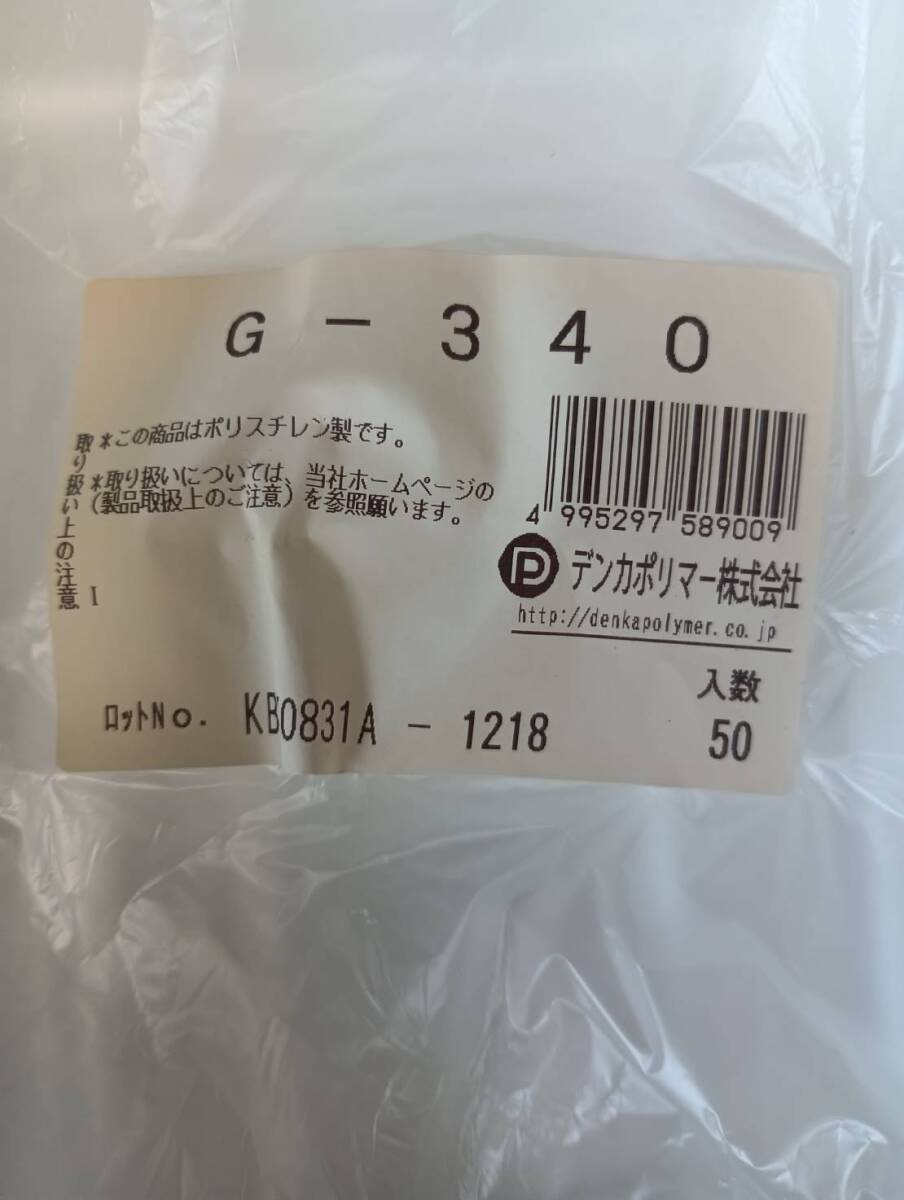 G－340
取り扱い上の注意
＊この商品はポリスチレン製です。
＊取り扱いについては、当社ホームページの
（製品取扱上のご注意）を参照願います。
I
4 995297 589009
P デンカポリマー株式会社
http://denkapolymer.co.jp
入数
50
ロットNo. KB0831A － 1218